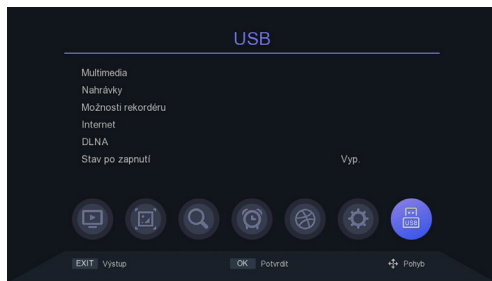 USB
Multimedia
Nahrávky
Možnosti rekordéru
Internet
DLNA
Stav po zapnutí Vyp.
USB
EXIT Výstup OK Potvrdit Pohyb